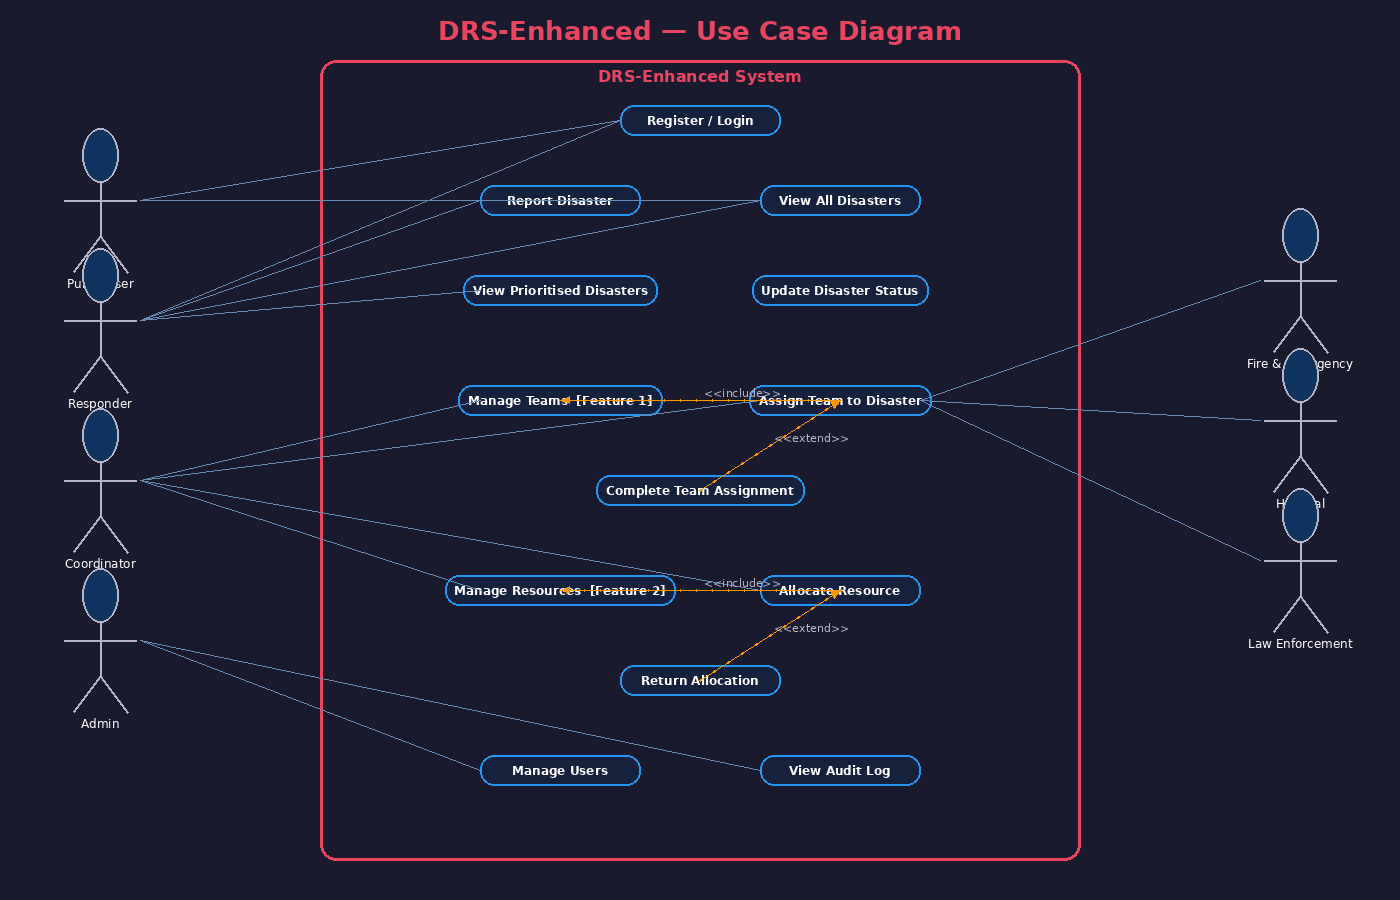 DRS-Enhanced — Use Case Diagram
DRS-Enhanced System
Register / Login
Report Disaster
View All Disasters
View Prioritised Disasters
Update Disaster Status
Fire &
Responder
Manage Teams [Feature 1]
<<include>>
Assign Team to Disaster
<<extend>>
Complete Team Assignment
Coordinator
Manage Resources [Feature 2]
<<include>>
Allocate Resource
<<extend>>
Law Enforcement
Return Allocation
Admin
Manage Users
View Audit Log